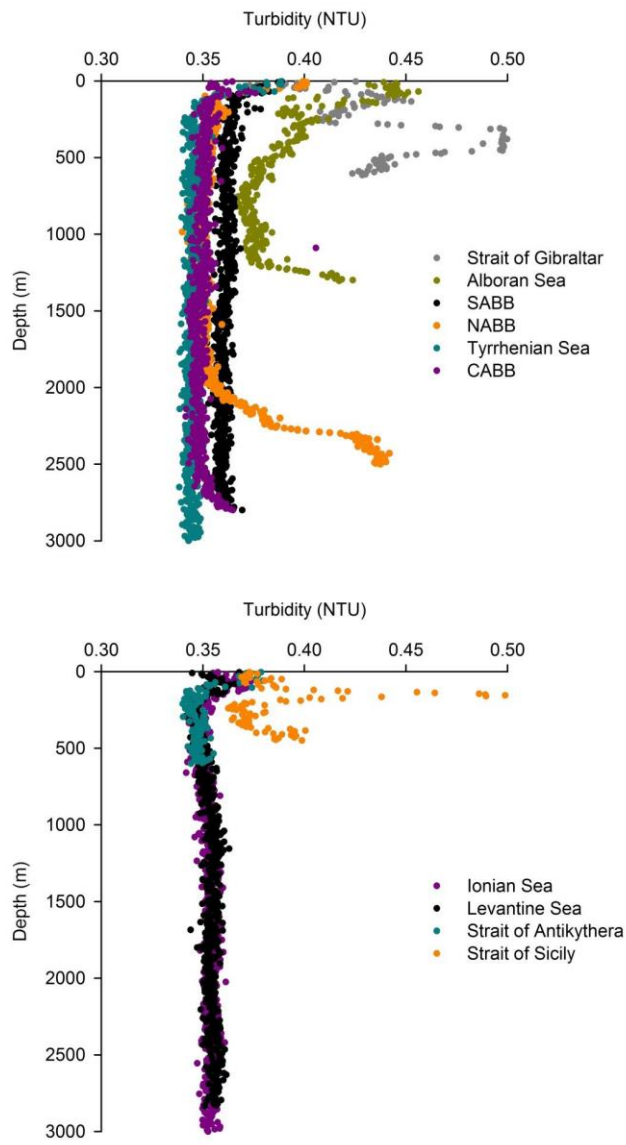 Turbidity (NTU)
0.30 0.35 0.40 0.45 0.50
0
500
1000
1500
2000
2500
3000
Depth (m)
Strait of Gibraltar
Alboran Sea
SABB
NABB
Tyrrhenian Sea
CABB
Turbidity (NTU)
0.30 0.35 0.40 0.45 0.50
0
500
1000
1500
2000
2500
3000
Depth (m)
Ionian Sea
Levantine Sea
Strait of Antikythera
Strait of Sicily